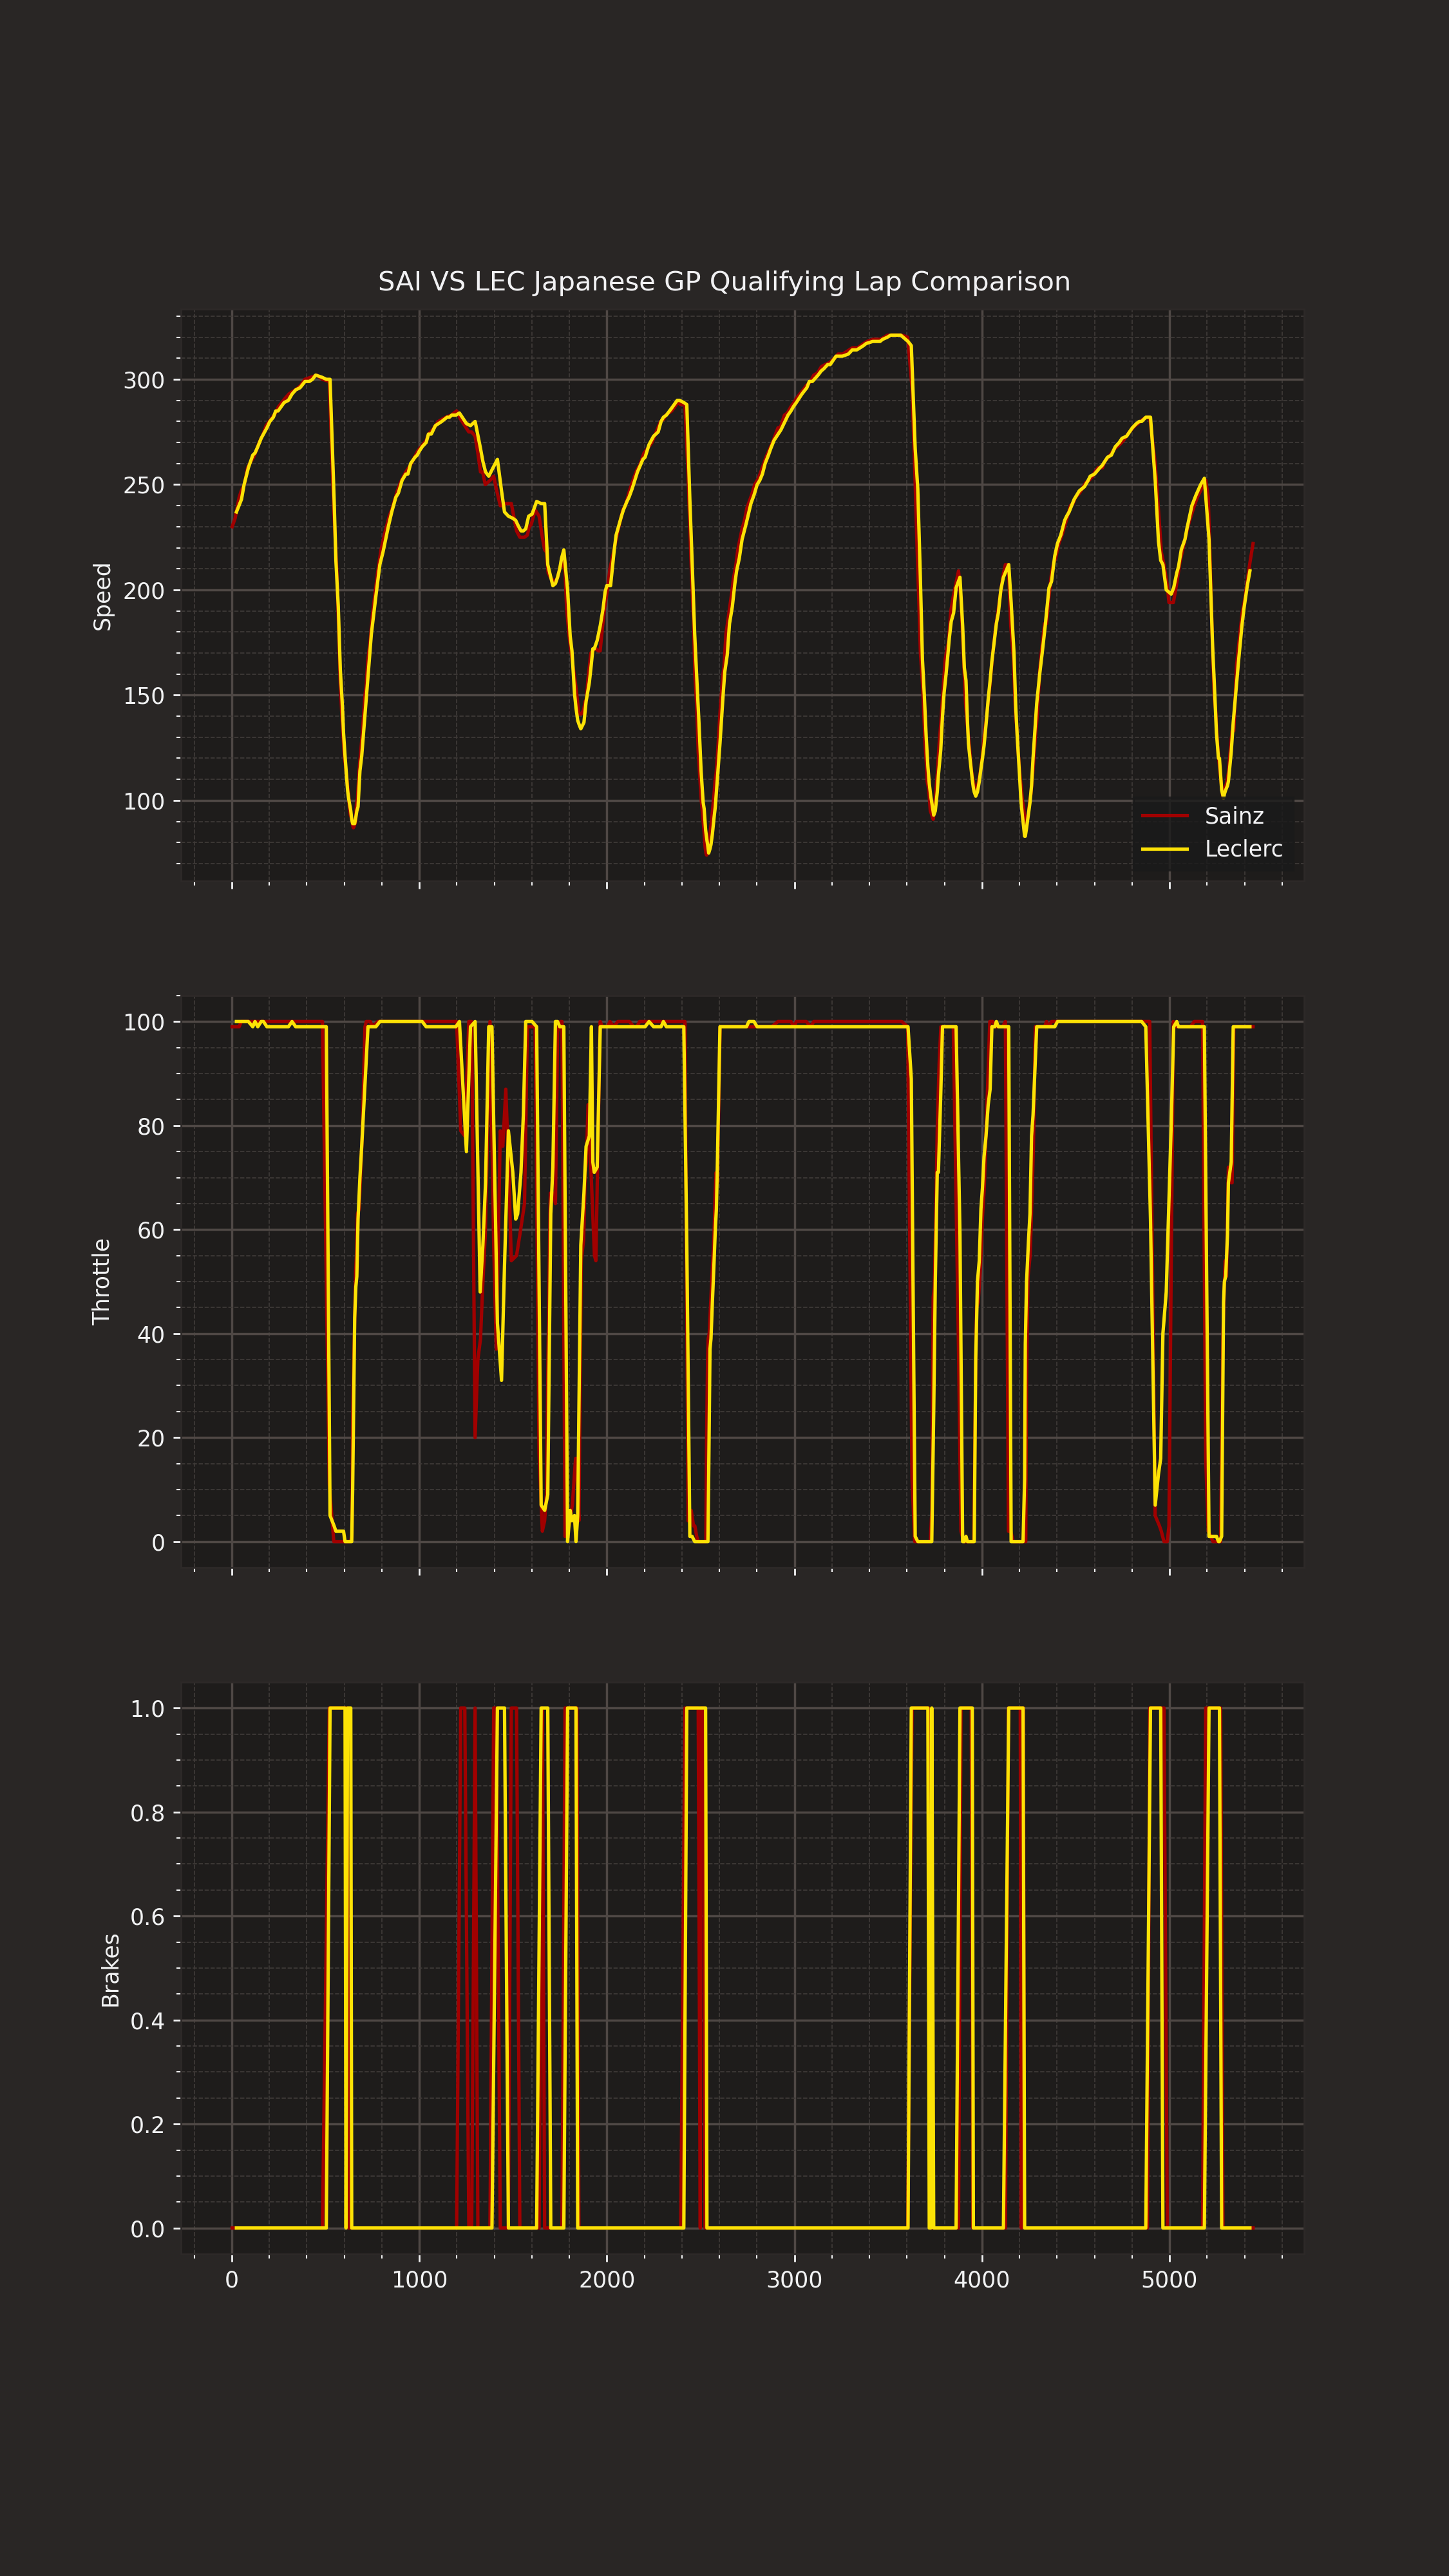 SAI VS LEC Japanese GP Qualifying Lap Comparison
300
250
200
150
100
Speed
Sainz
Leclerc
100
80
60
40
20
0
Throttle
1.0
0.8
0.6
0.4
0.2
0.0
Brakes
0 1000 2000 3000 4000 5000